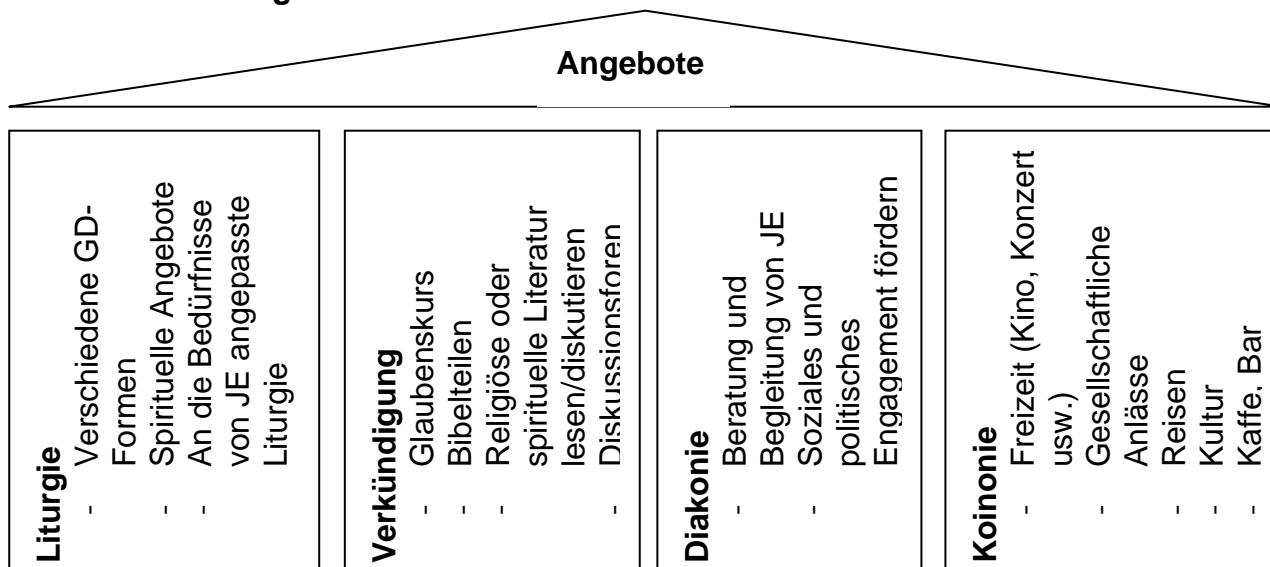 Angebote
Liturgie
- Verschiedene GD-
Formen
- Spirituelle Angebote
- An die Bedürfnisse
von JE angepasste
Liturgie
Verkündigung
- Glaubenskurs
- Bibelteilen
- Religiöse oder
spirituelle Literatur
lesen/diskutieren
- Diskussionsforen
Diakonie
- Beratung und
Begleitung von JE
- Soziales und
politisches
Engagement fördern
Koinonie
- Freizeit (Kino, Konzert
usw.)
- Gesellschaftliche
Anlässe
- Reisen
- Kultur
- Kaffe, Bar